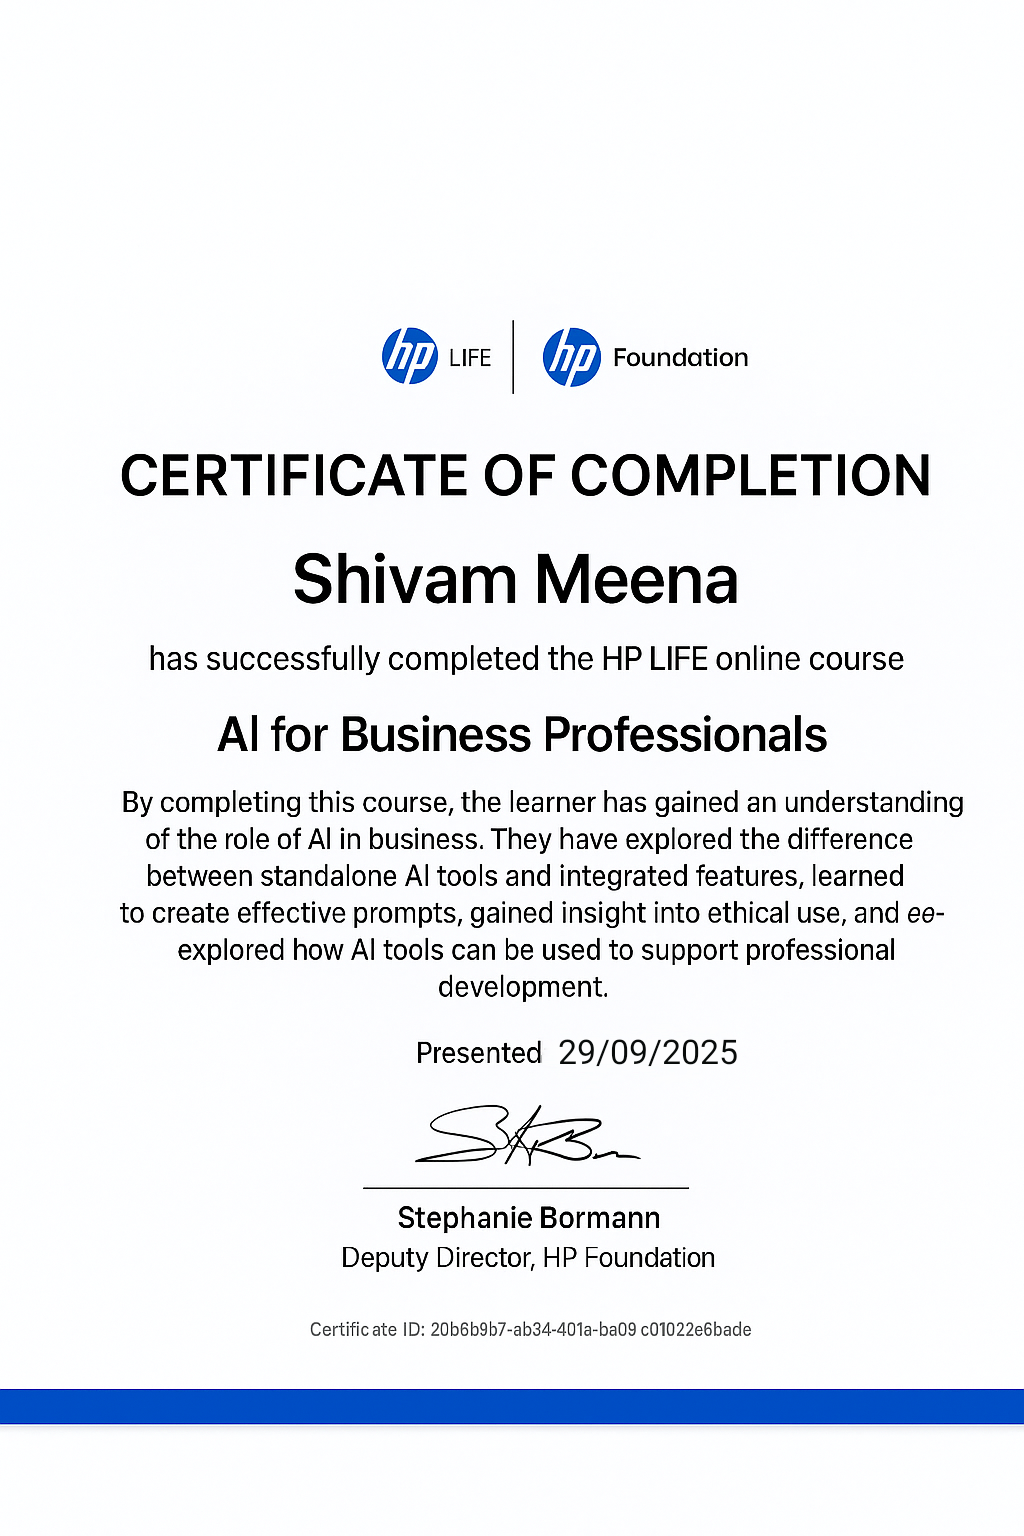 hp LIFE hp Foundation
CERTIFICATE OF COMPLETION
Shivam Meena
has successfully completed the HP LIFE online course
AI for Business Professionals
By completing this course, the learner has gained an understanding
of the role of AI in business. They have explored the difference
between standalone AI tools and integrated features, learned
to create effective prompts, gained insight into ethical use, and ee-
explored how AI tools can be used to support professional
development.
Presented 29/09/2025
Stephanie Bormann
Deputy Director, HP Foundation
Certificate ID: 20b6b9b7-ab34-401a-ba09 c01022e6bade